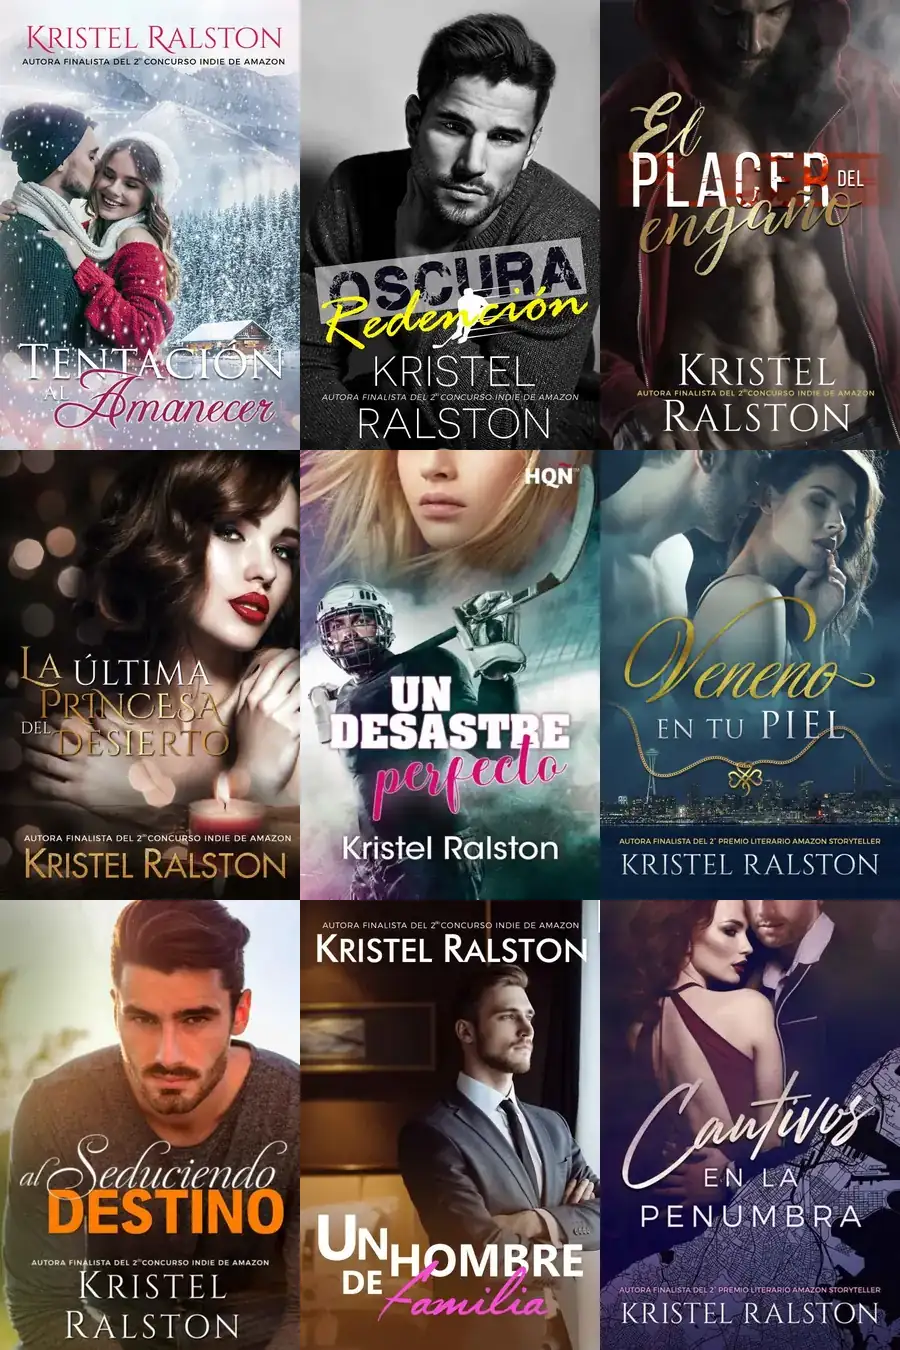 KRISTEL RALSTON
AUTORA FINALISTA DEL 2º CONCURSO INDIE DE AMAZON
TENTACIÓN
AL Amanecer
OSCURA
Redención
KRISTEL
AUTORA FINALISTA DEL 2º CONCURSO INDIE DE AMAZON
RALSTON
El
PLACER DEL
engaño
KRISTEL
AUTORA FINALISTA DEL 2º CONCURSO INDIE DE AMAZON
RALSTON
LA ÚLTIMA
PRINCESA
DEL DESIERTO
AUTORA FINALISTA DEL 2º CONCURSO INDIE DE AMAZON
KRISTEL RALSTON
HQÑ™
UN
DESASTRE
perfecto
Kristel Ralston
Veneno
EN TU PIEL
AUTORA FINALISTA DEL 2º PREMIO LITERARIO AMAZON STORYTELLER
KRISTEL RALSTON
al Seduciendo
DESTINO
AUTORA FINALISTA DEL 2º CONCURSO INDIE DE AMAZON
KRISTEL
RALSTON
AUTORA FINALISTA DEL 2º CONCURSO INDIE DE AMAZON
KRISTEL RALSTON
UN HOMBRE
DE Familia
Cautivos
EN LA
PENUMBRA
AUTORA FINALISTA DEL 2º PREMIO LITERARIO AMAZON STORYTELLER
KRISTEL RALSTON